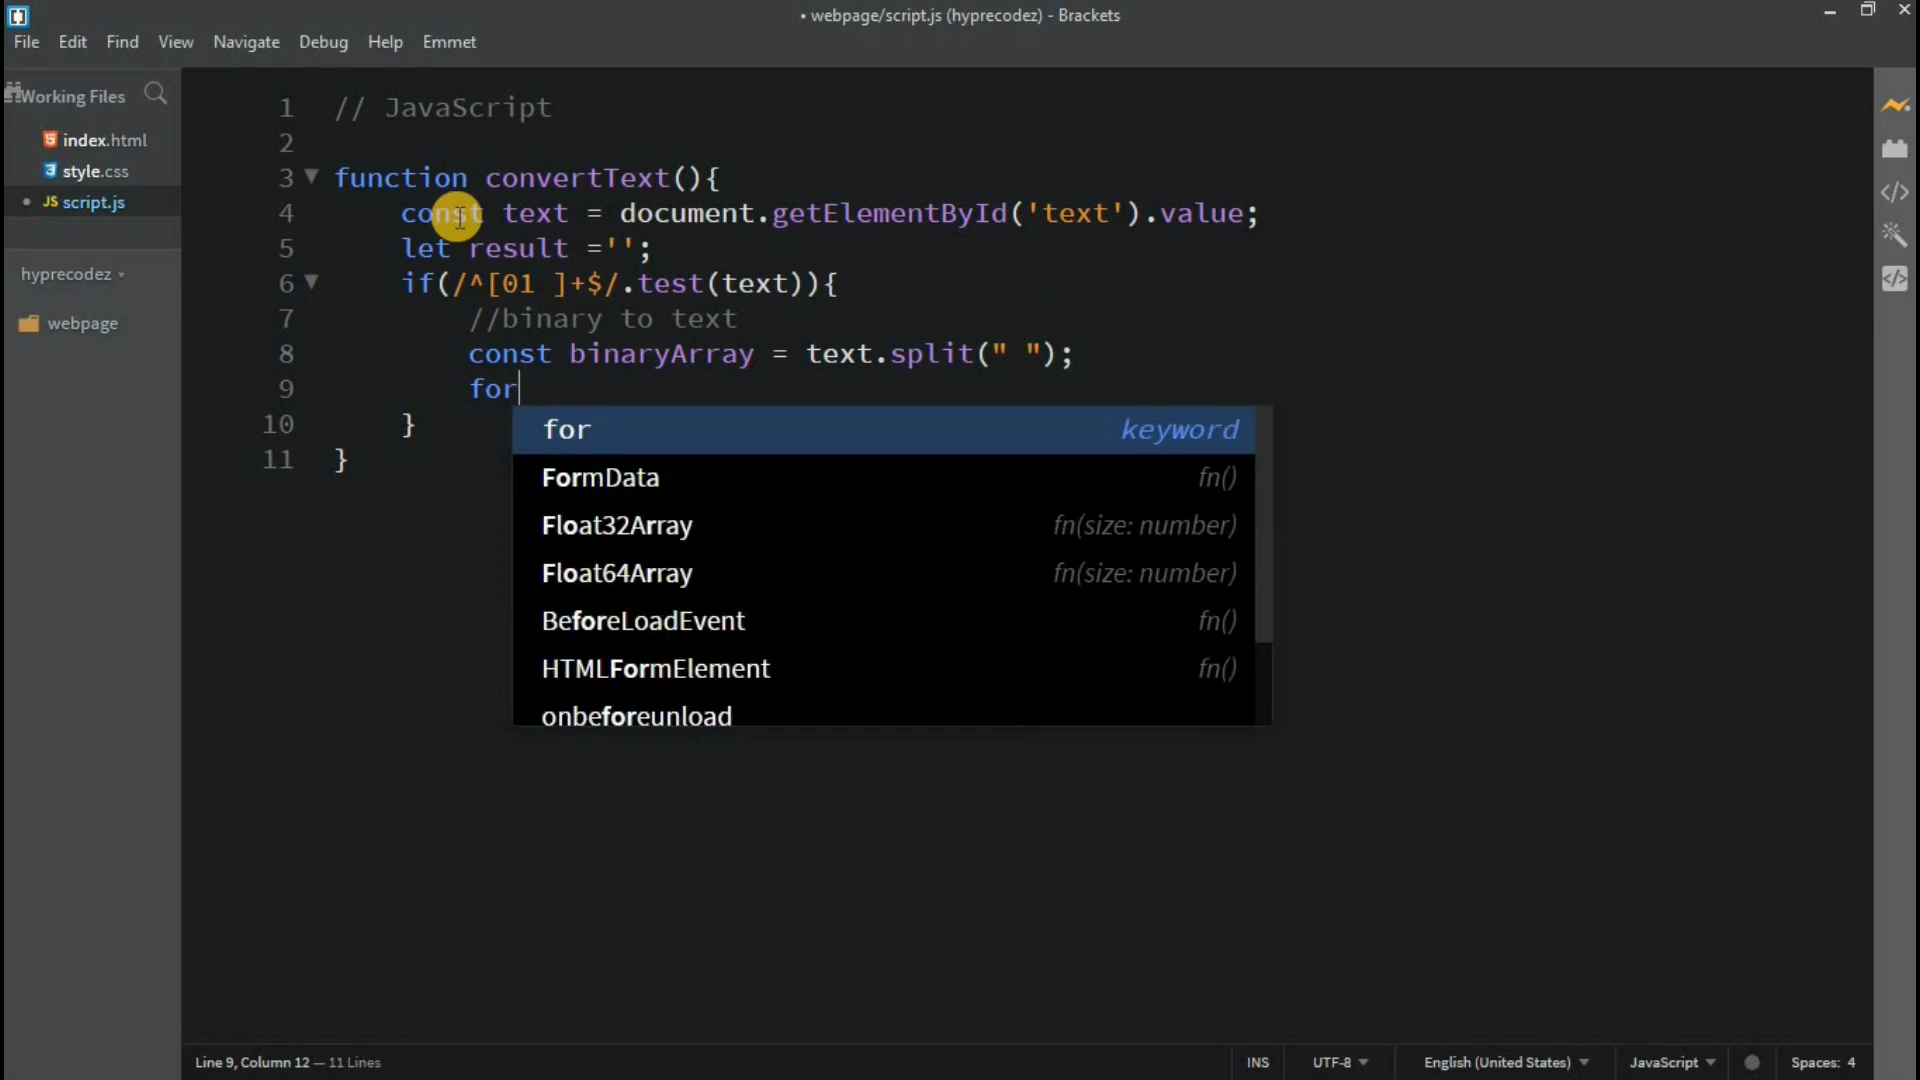 • webpage/script.js (hyprecodez) - Brackets
File Edit Find View Navigate Debug Help Emmet
Working Files
index.html
style.css
JS script.js
hyprecodez
webpage
1 // JavaScript
2
3 function convertText(){
4 const text = document.getElementById('text').value;
5 let result ='';
6 if(/^[01 ]+$/.test(text)){
7 //binary to text
8 const binaryArray = text.split(" ");
9 for
10 }
11 }
for keyword
FormData fn()
Float32Array fn(size: number)
Float64Array fn(size: number)
BeforeLoadEvent fn()
HTMLFormElement fn()
onbeforeunload
Line 9, Column 12 — 11 Lines INS UTF-8 English (United States) JavaScript Spaces: 4